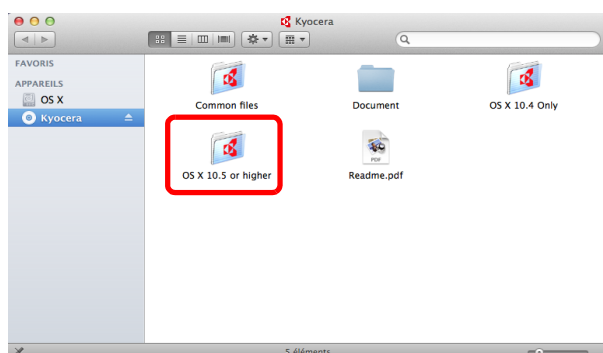 Kyocera
FAVORIS
APPAREILS
OS X
Kyocera
Common files
Document
OS X 10.4 Only
OS X 10.5 or higher
PDF
Readme.pdf
5 éléments